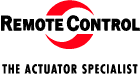 REMOTE CONTROL
THE ACTUATOR SPECIALIST